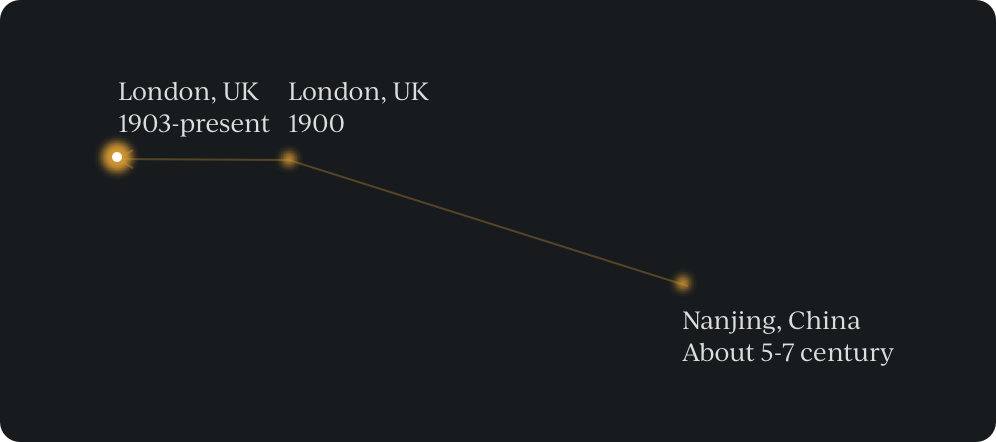 London, UK
1903-present
London, UK
1900
Nanjing, China
About 5-7 century